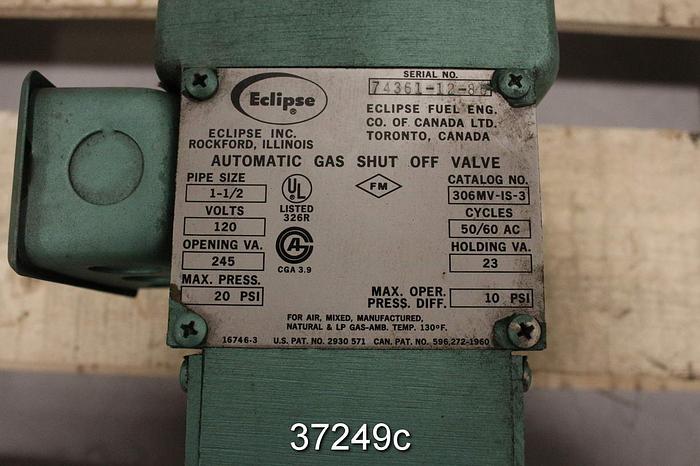 Eclipse
®
ECLIPSE INC.
ROCKFORD, ILLINOIS
SERIAL NO.
ECLIPSE FUEL ENG.
CO. OF CANADA LTD.
TORONTO, CANADA
AUTOMATIC GAS SHUT OFF VALVE
PIPE SIZE
1-1/2
VOLTS
120
OPENING VA.
245
MAX. PRESS.
20 PSI
UL
®
LISTED
326R
CGA 3.9
FM
CATALOG NO.
306MV-IS-3
CYCLES
50/60 AC
HOLDING VA.
23
MAX. OPER.
PRESS. DIFF.
10 PSI
FOR AIR, MIXED, MANUFACTURED,
NATURAL & LP GAS-AMB. TEMP. 130°F.
16746-3 U.S. PAT. NO. 2930 571 CAN. PAT. NO. 596,272-1960
37249c